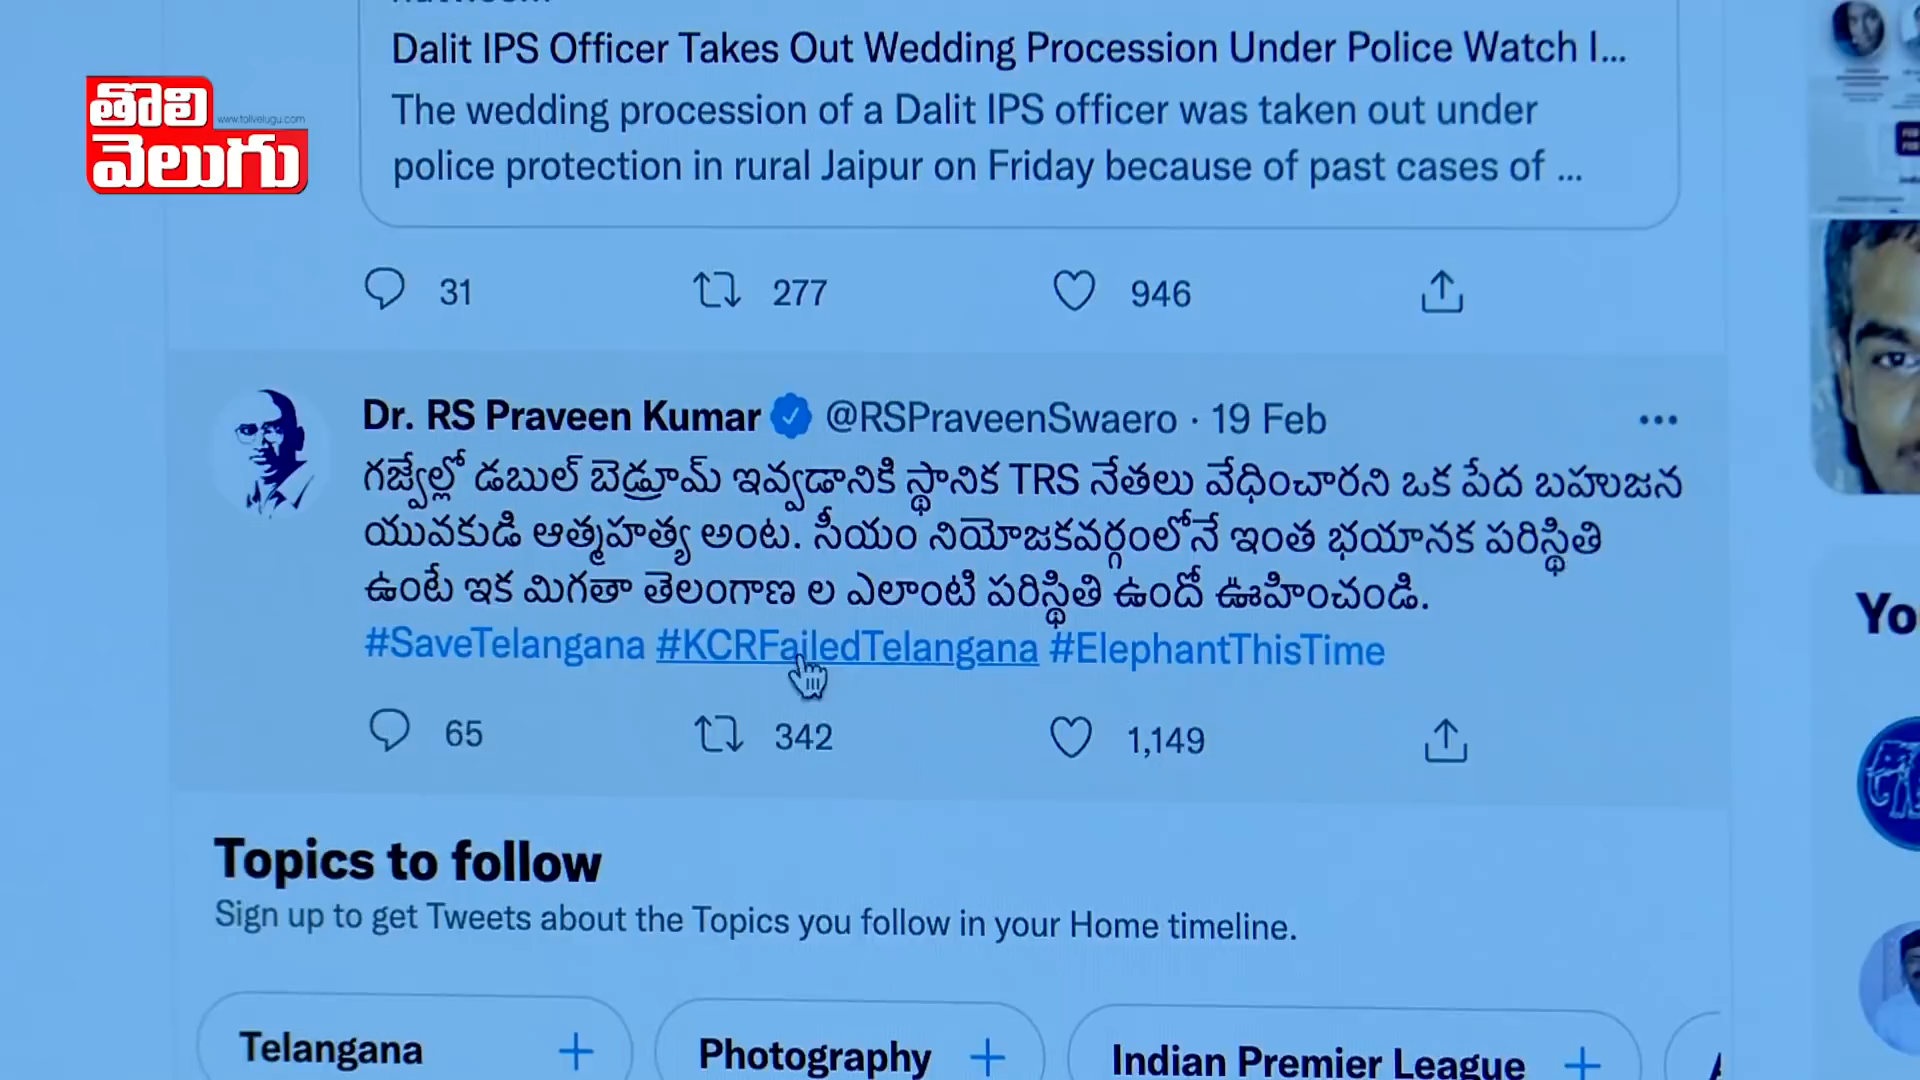 Dalit IPS Officer Takes Out Wedding Procession Under Police Watch I...
తొలి
www.tolivelugu.com
వెలుగు
The wedding procession of a Dalit IPS officer was taken out under
police protection in rural Jaipur on Friday because of past cases of ...
31 277 946
Dr. RS Praveen Kumar @RSPraveenSwaero · 19 Feb
గజ్వేల్లో డబుల్ బెడ్రూమ్ ఇవ్వడానికి స్థానిక TRS నేతలు వేధించారని ఒక పేద బహుజన
యువకుడి ఆత్మహత్య అంట. సీయం నియోజకవర్గంలోనే ఇంత భయానక పరిస్థితి
ఉంటే ఇక మిగతా తెలంగాణ ల ఎలాంటి పరిస్థితి ఉందో ఊహించండి.
#SaveTelangana #KCRFailedTelangana #ElephantThisTime
65 342 1,149
Topics to follow
Sign up to get Tweets about the Topics you follow in your Home timeline.
Telangana + Photography + Indian Premier League +